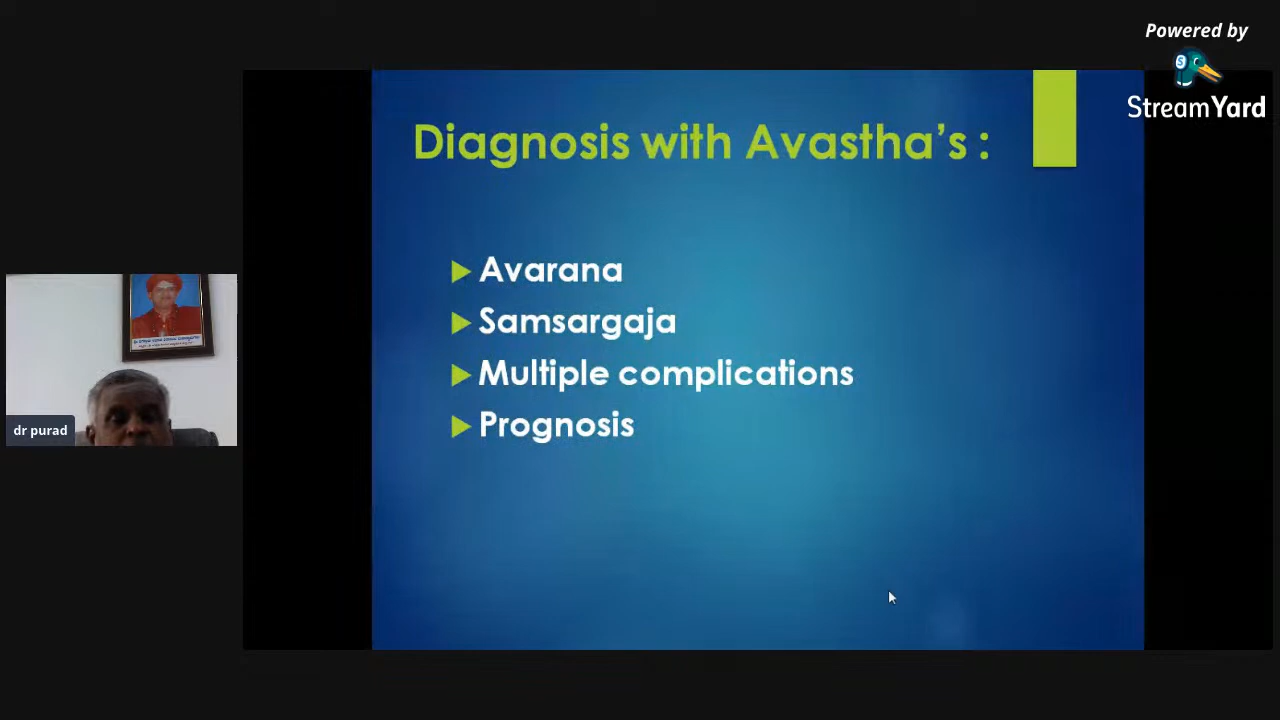 Powered by
StreamYard
Diagnosis with Avastha’s :
Avarana
Samsargaja
Multiple complications
Prognosis
dr purad